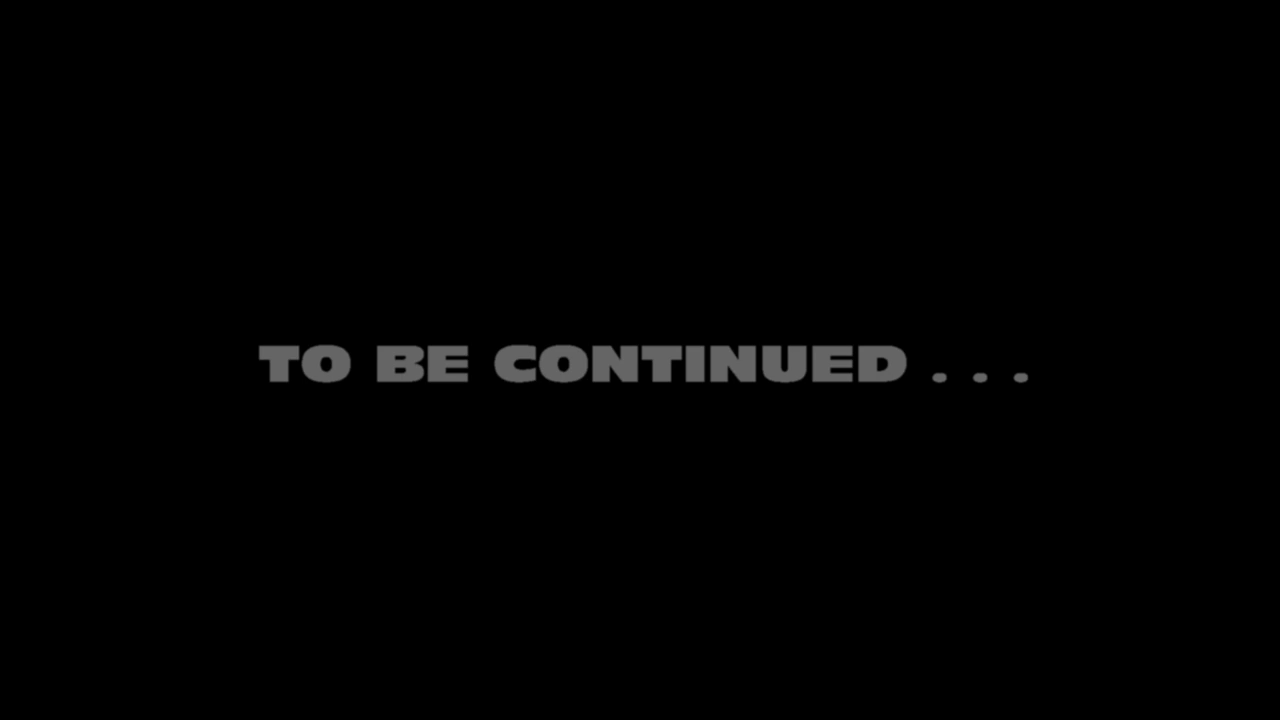 TO BE CONTINUED . . .